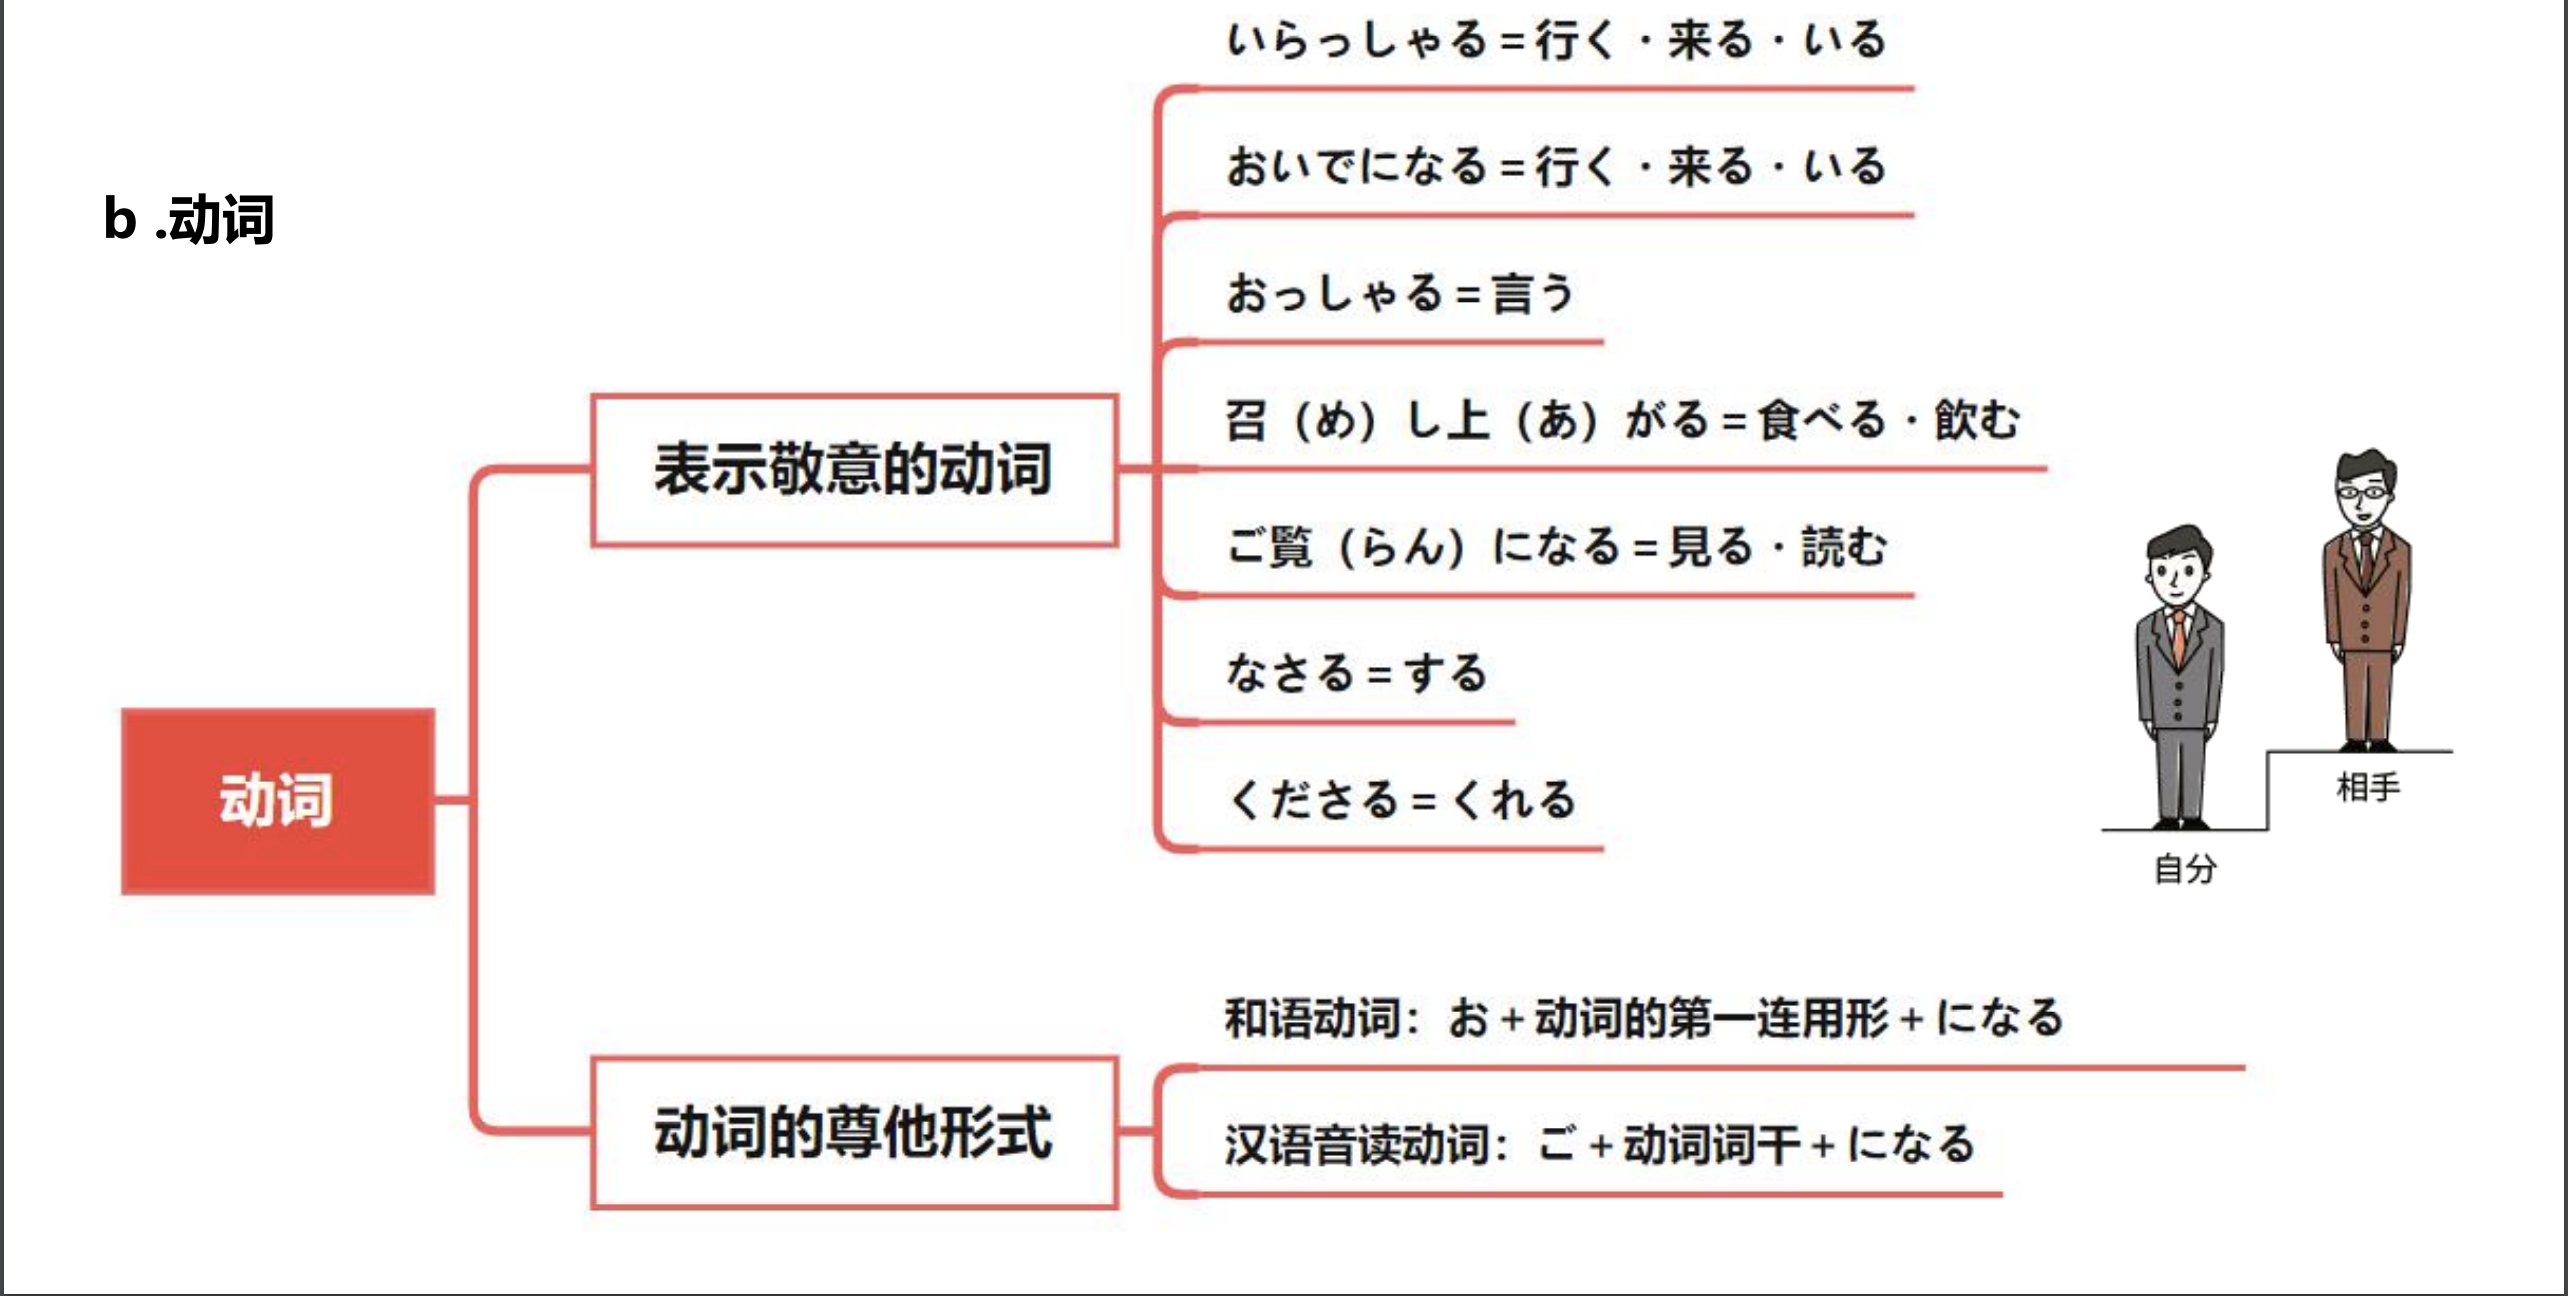 b .动词
动词
表示敬意的动词
いらっしゃる=行く・来る・いる
おいでになる=行く・来る・いる
おっしゃる=言う
召（め）し上（あ）がる=食べる・飲む
ご覧（らん）になる=見る・読む
なさる=する
くださる=くれる
动词的尊他形式
和语动词：お+动词的第一连用形+になる
汉语音读动词：ご+动词词干+になる
相手
自分